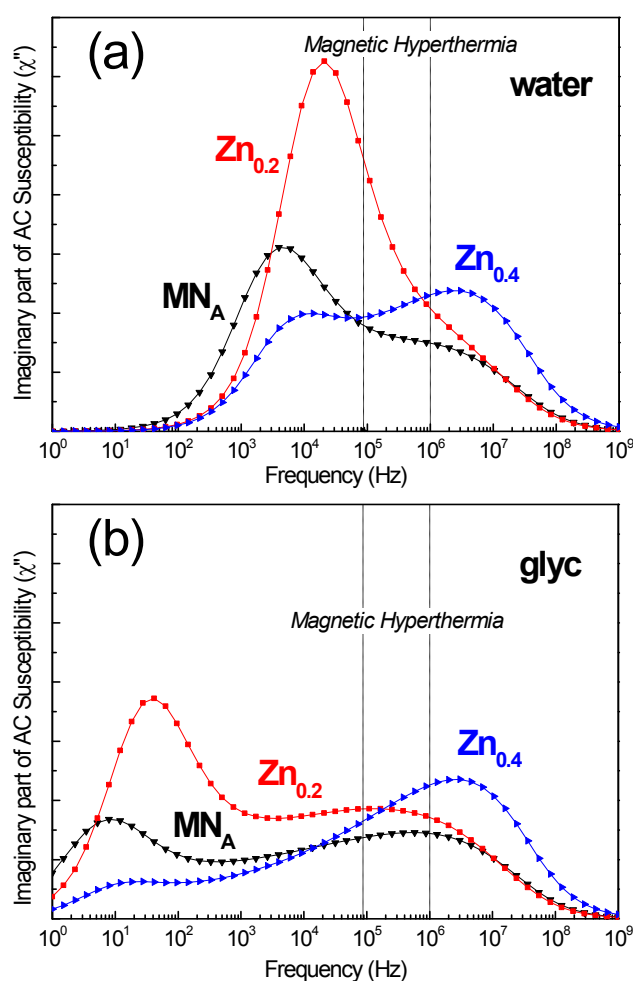 (a)
Magnetic Hyperthermia
water
Zn0.2
Zn0.4
MNA
Imaginary part of AC Susceptibility (χ")
10^0 10^1 10^2 10^3 10^4 10^5 10^6 10^7 10^8 10^9
Frequency (Hz)
(b)
glyc
Magnetic Hyperthermia
Zn0.4
Zn0.2
MNA
Imaginary part of AC Susceptibility (χ")
10^0 10^1 10^2 10^3 10^4 10^5 10^6 10^7 10^8 10^9
Frequency (Hz)